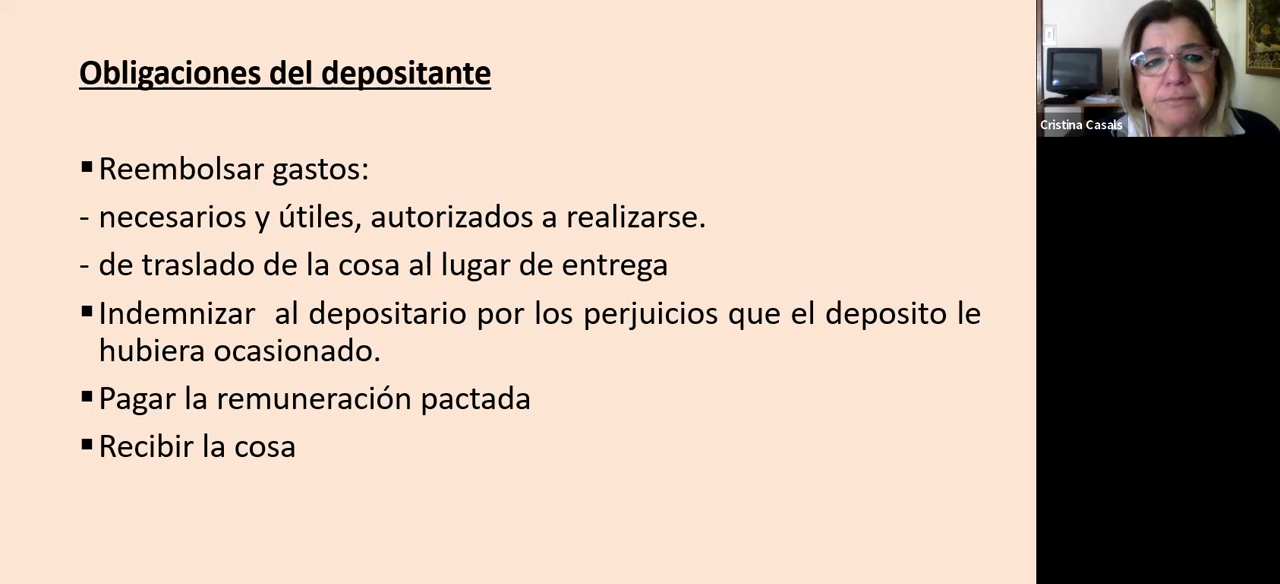 Obligaciones del depositante
▪Reembolsar gastos:
- necesarios y útiles, autorizados a realizarse.
- de traslado de la cosa al lugar de entrega
▪Indemnizar al depositario por los perjuicios que el deposito le
hubiera ocasionado.
▪Pagar la remuneración pactada
▪Recibir la cosa
Cristina Casals